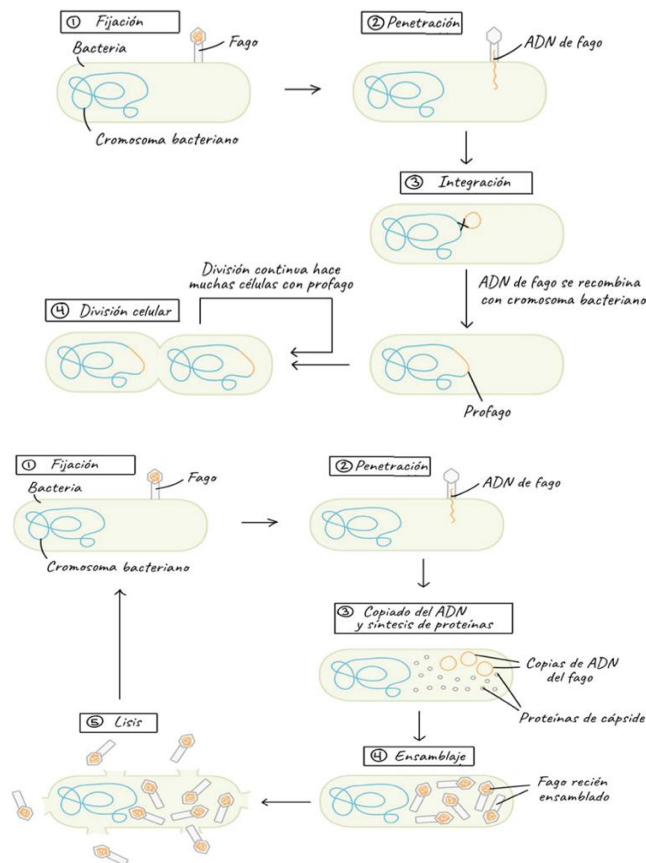 ① Fijación
Fago
Bacteria
Cromosoma bacteriano
② Penetración
ADN de fago
③ Integración
ADN de fago se recombina
con cromosoma bacteriano
Profago
División continua hace
muchas células con profago
④ División celular
① Fijación
Fago
Bacteria
Cromosoma bacteriano
② Penetración
ADN de fago
③ Copiado del ADN
y síntesis de proteínas
Copias de ADN
del fago
Proteínas de cápside
④ Ensamblaje
Fago recién
ensamblado
⑤ Lisis